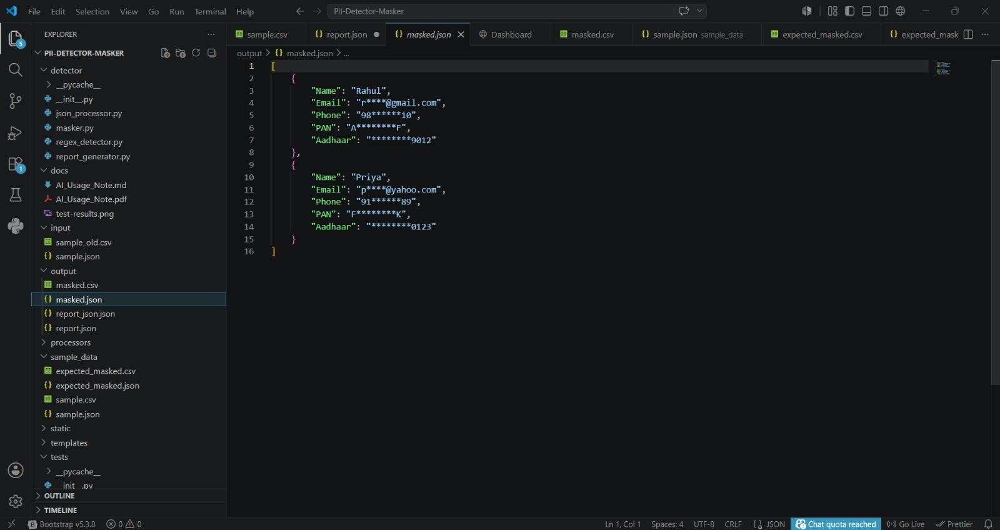 File Edit Selection View Go Run Terminal Help
PII-Detector-Masker
EXPLORER
PII-DETECTOR-MASKER
detector
__pycache__
__init__.py
json_processor.py
masker.py
regex_detector.py
report_generator.py
docs
AI_Usage_Note.md
AI_Usage_Note.pdf
test-results.png
input
sample_old.csv
sample.json
output
masked.csv
masked.json
report_json.json
report.json
processors
sample_data
expected_masked.csv
expected_masked.json
sample.csv
sample.json
static
templates
tests
__pycache__
__init__.py
OUTLINE
TIMELINE
5
1
sample.csv
report.json
masked.json
Dashboard
masked.csv
sample.json sample_data
expected_masked.csv
expected_mask
output > {} masked.json > ...
1 [
2 {
3 "Name": "Rahul",
4 "Email": "r****@gmail.com",
5 "Phone": "98******10",
6 "PAN": "A********F",
7 "Aadhaar": "********9012"
8 },
9 {
10 "Name": "Priya",
11 "Email": "p****@yahoo.com",
12 "Phone": "91******89",
13 "PAN": "F********K",
14 "Aadhaar": "********0123"
15 }
16 ]
Bootstrap v5.3.8 0 0 Ln 1, Col 1 Spaces: 4 UTF-8 CRLF {} JSON Chat quota reached Go Live Prettier